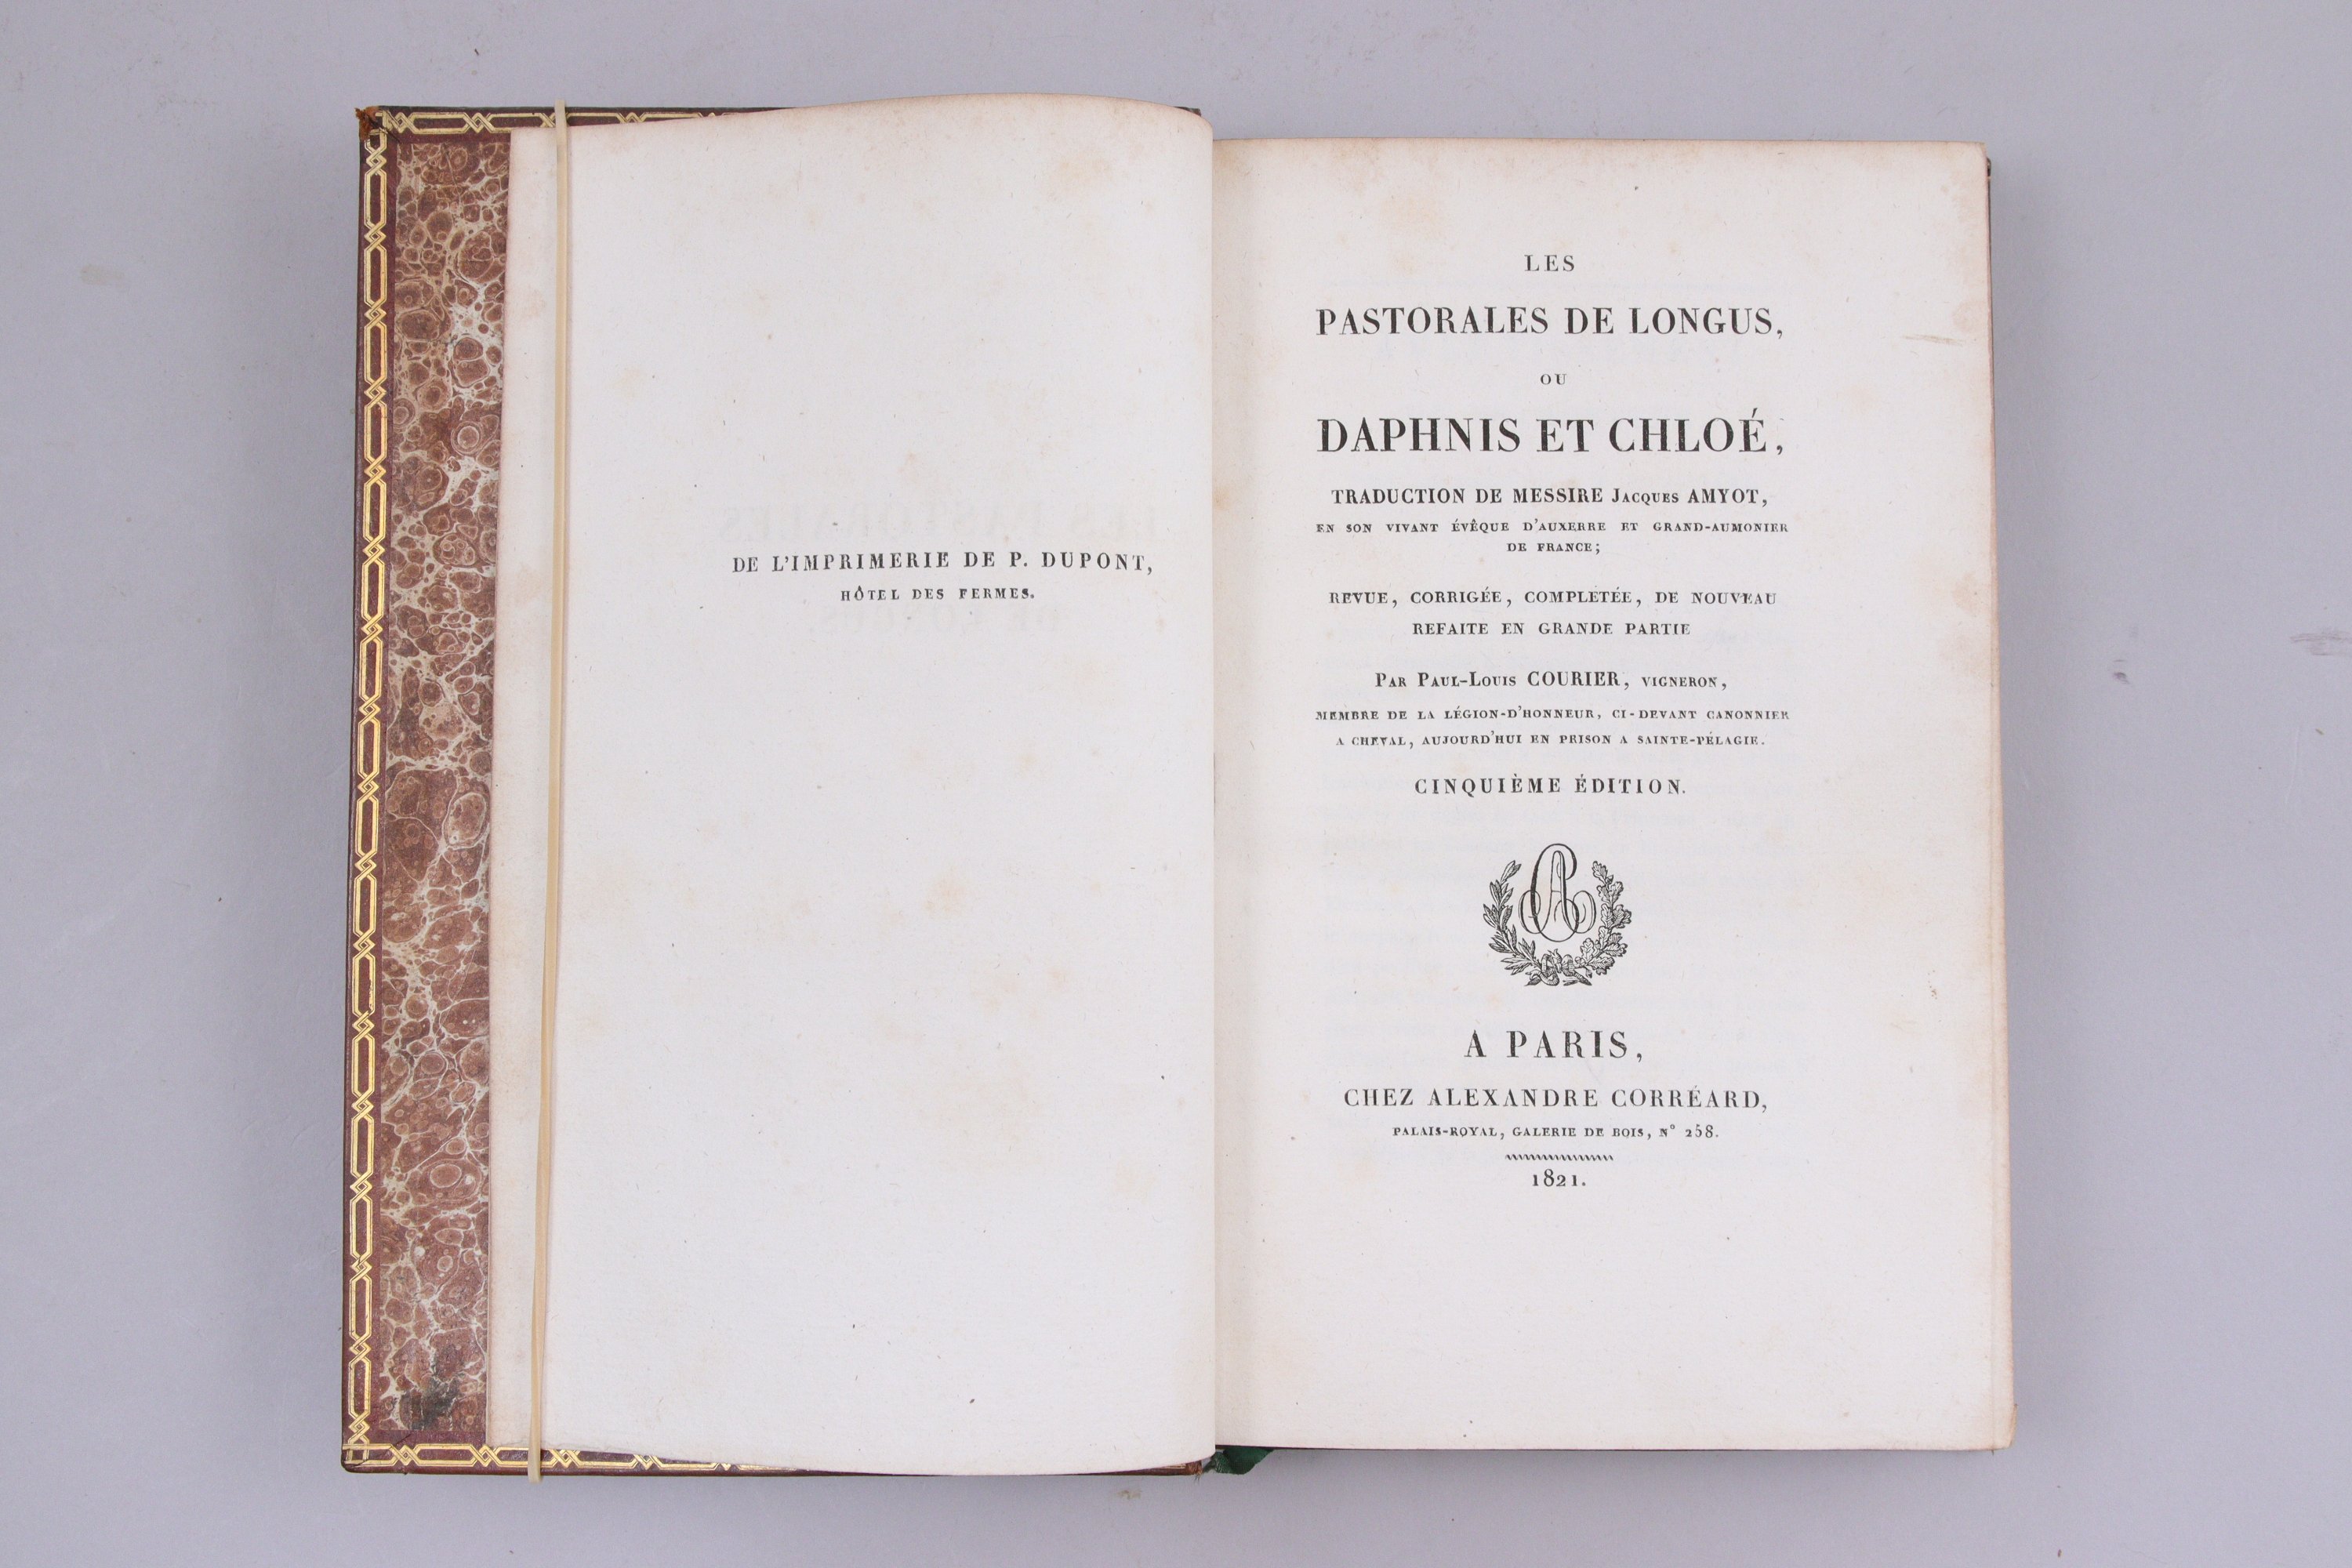 DE L'IMPRIMERIE DE P. DUPONT,
HÔTEL DES FERMES.
LES
PASTORALES DE LONGUS,
OU
DAPHNIS ET CHLOÉ,
TRADUCTION DE MESSIRE JACQUES AMYOT,
EN SON VIVANT ÉVÊQUE D'AUXERRE ET GRAND-AUMONIER
DE FRANCE;
REVUE, CORRIGÉE, COMPLETÉE, DE NOUVEAU
REFAITE EN GRANDE PARTIE
PAR PAUL-LOUIS COURIER, VIGNERON,
MEMBRE DE LA LÉGION-D'HONNEUR, CI-DEVANT CANONNIER
A CHEVAL, AUJOURD'HUI EN PRISON A SAINTE-PÉLAGIE.
CINQUIÈME ÉDITION.
AC
A PARIS,
CHEZ ALEXANDRE CORRÉARD,
PALAIS-ROYAL, GALERIE DE BOIS, N° 258.
1821.